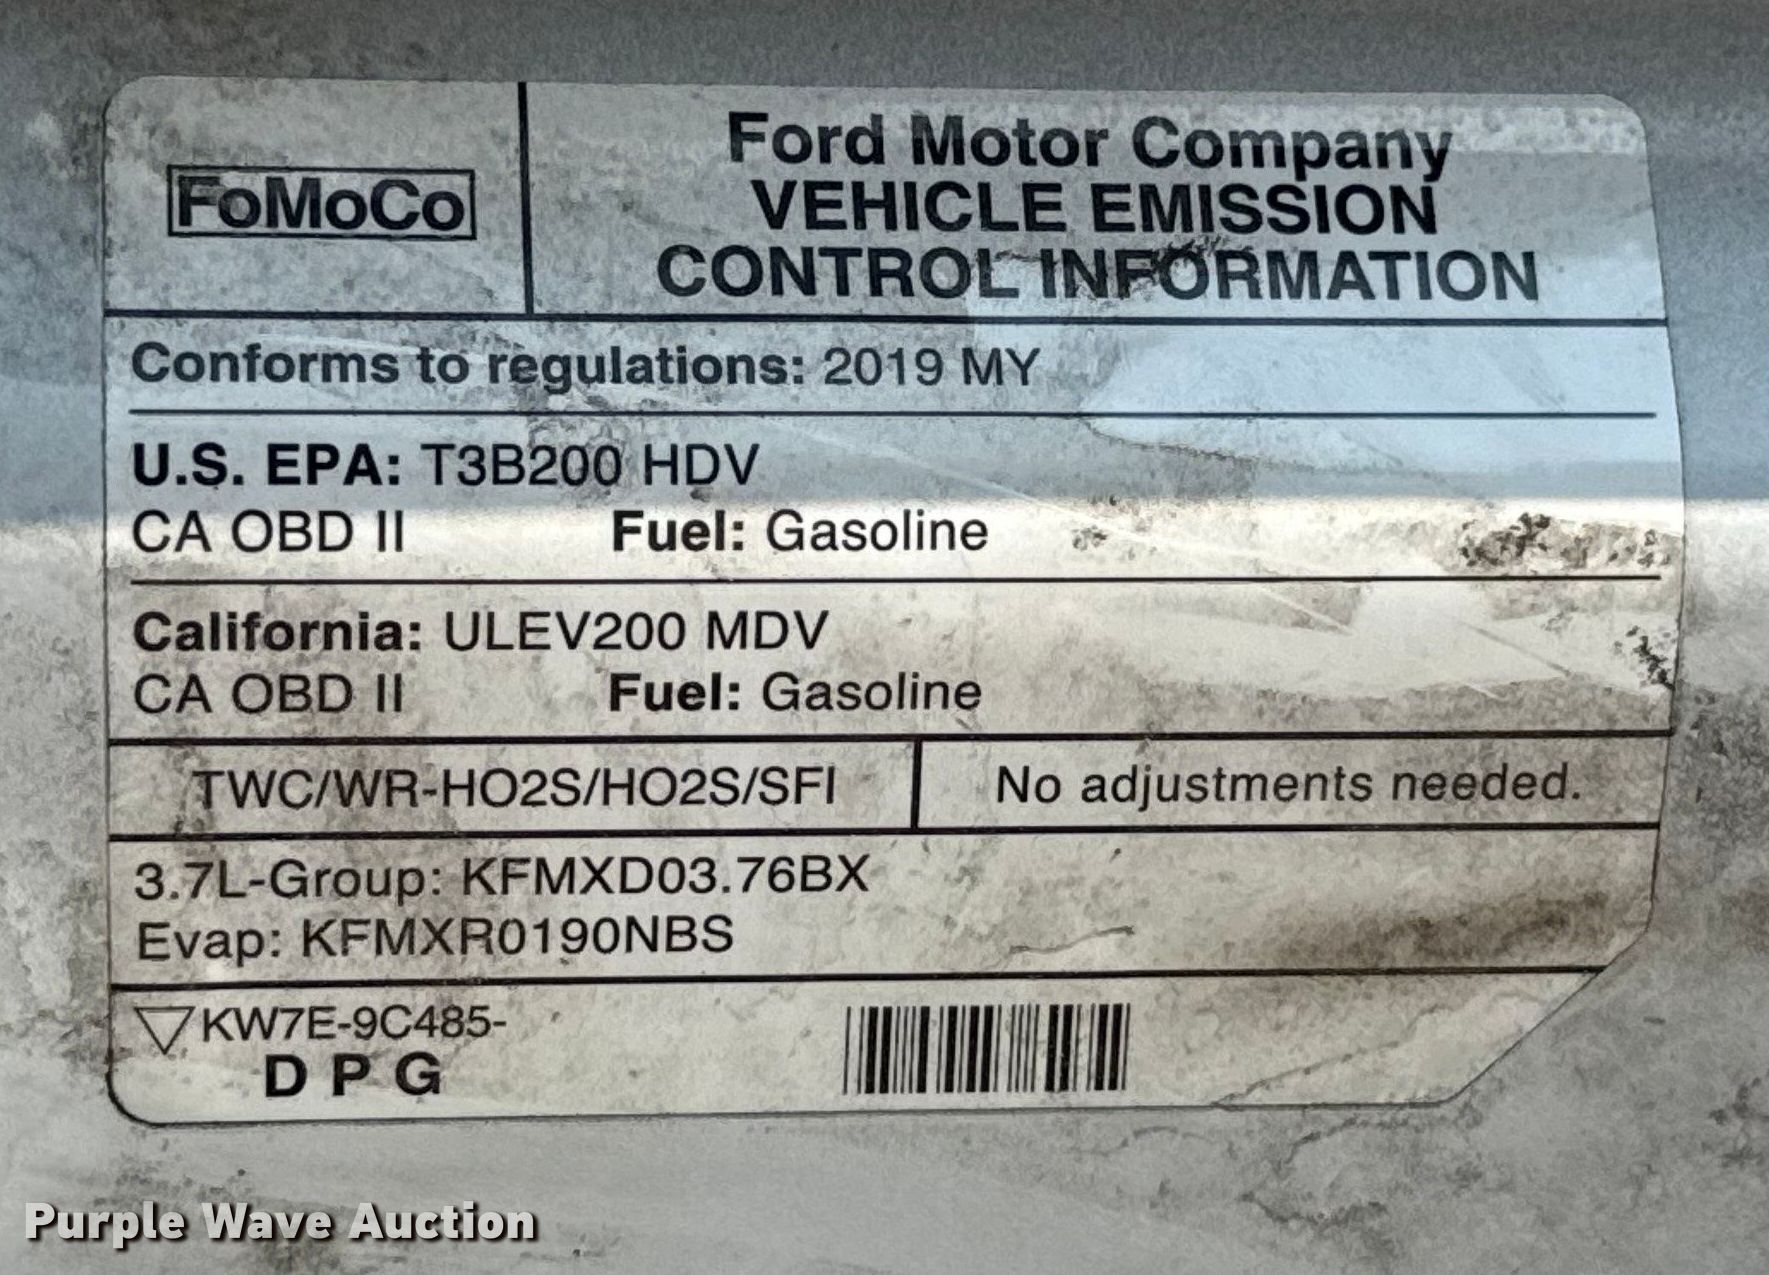 FoMoCo
Ford Motor Company
VEHICLE EMISSION
CONTROL INFORMATION
Conforms to regulations: 2019 MY
U.S. EPA: T3B200 HDV
CA OBD II Fuel: Gasoline
California: ULEV200 MDV
CA OBD II Fuel: Gasoline
TWC/WR-HO2S/HO2S/SFI
No adjustments needed.
3.7L-Group: KFMXD03.76BX
Evap: KFMXR0190NBS
KW7E-9C485-
D P G
Purple Wave Auction